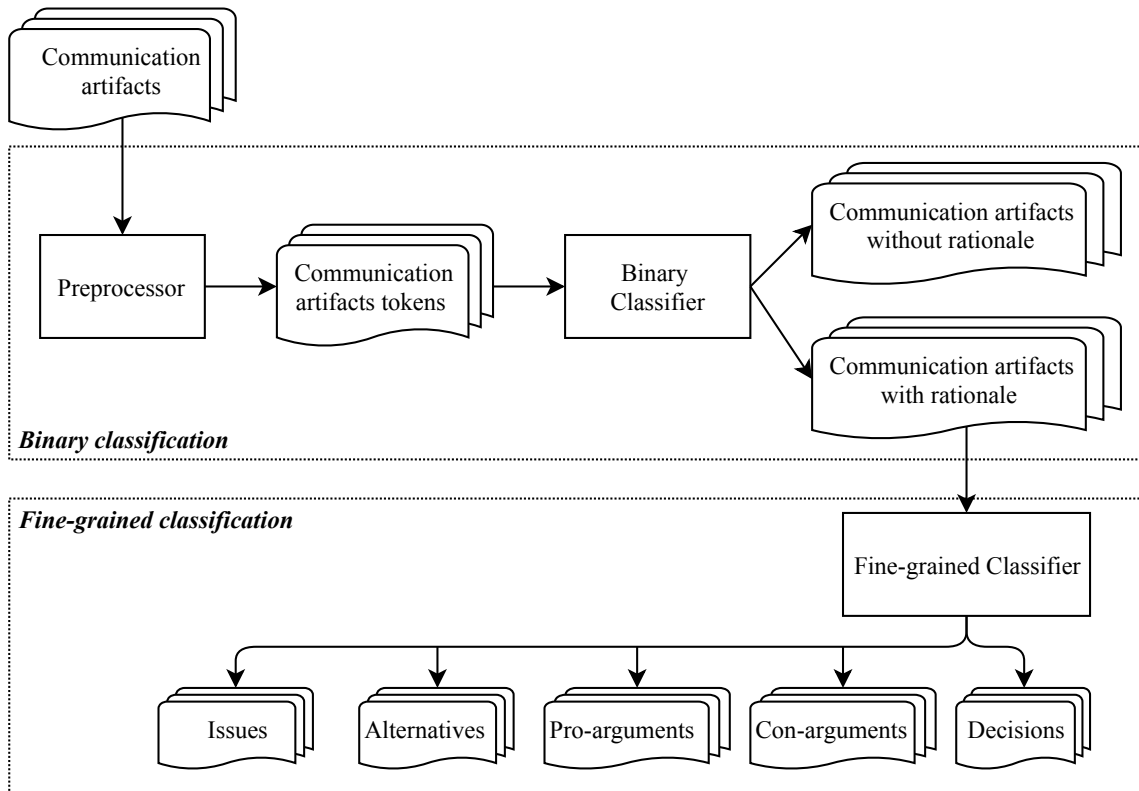 Communication
artifacts
Preprocessor
Communication
artifacts tokens
Binary
Classifier
Communication artifacts
without rationale
Communication artifacts
with rationale
Binary classification
Fine-grained classification
Fine-grained Classifier
Issues
Alternatives
Pro-arguments
Con-arguments
Decisions